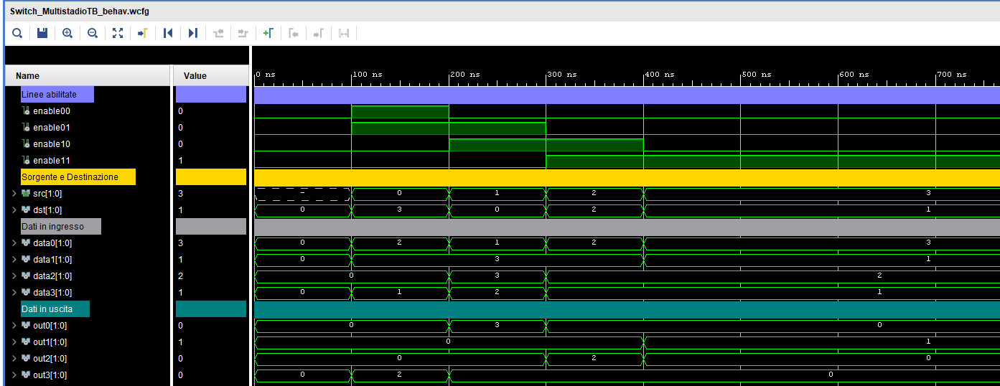 Switch_MultistadioTB_behav.wcfg
Name Value 0 ns 100 ns 200 ns 300 ns 400 ns 500 ns 600 ns 700 ns
Linee abilitate
enable00 0
enable01 0
enable10 0
enable11 1
Sorgente e Destinazione
src[1:0] 3 - 0 1 2 3
dst[1:0] 1 0 3 0 2 1
Dati in ingresso
data0[1:0] 3 0 2 1 2 3
data1[1:0] 1 0 3 1
data2[1:0] 2 0 3 2
data3[1:0] 1 0 1 2 1
Dati in uscita
out0[1:0] 0 0 3 0
out1[1:0] 1 0 1
out2[1:0] 0 0 2 0
out3[1:0] 0 0 2 0